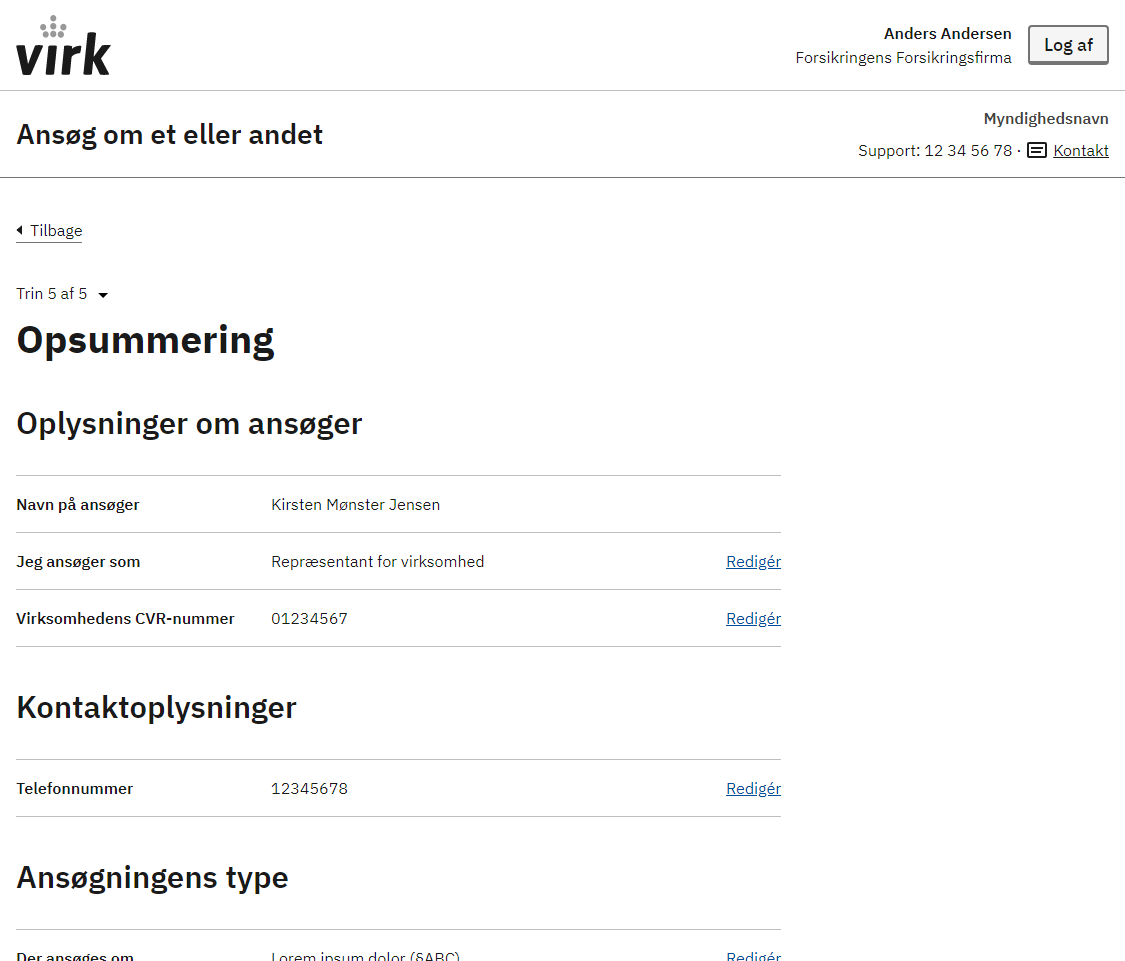 virk
Anders Andersen
Forsikringens Forsikringsfirma
Log af
Ansøg om et eller andet
Myndighedsnavn
Support: 12 34 56 78 · Kontakt
Tilbage
Trin 5 af 5
Opsummering
Oplysninger om ansøger
Navn på ansøger Kirsten Mønster Jensen
Jeg ansøger som Repræsentant for virksomhed Redigér
Virksomhedens CVR-nummer 01234567 Redigér
Kontaktoplysninger
Telefonnummer 12345678 Redigér
Ansøgningens type
Der ansøges om Lorem ipsum dolor (§ABC) Redigér